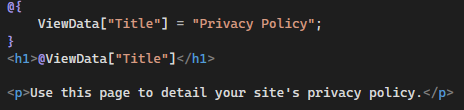 @{
    ViewData["Title"] = "Privacy Policy";
}
<h1>@ViewData["Title"]</h1>
<p>Use this page to detail your site's privacy policy.</p>